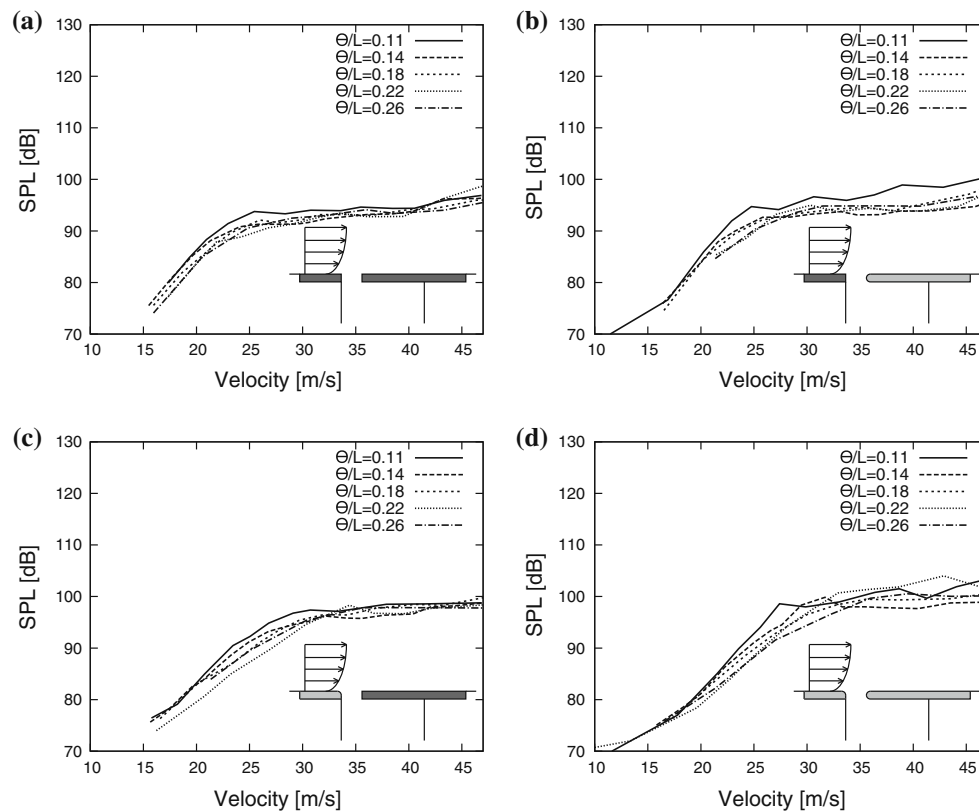 (a)
130
120
110
100
90
80
70
SPL [dB]
Θ/L=0.11
Θ/L=0.14
Θ/L=0.18
Θ/L=0.22
Θ/L=0.26
10 15 20 25 30 35 40 45
Velocity [m/s]
(b)
130
120
110
100
90
80
70
SPL [dB]
Θ/L=0.11
Θ/L=0.14
Θ/L=0.18
Θ/L=0.22
Θ/L=0.26
10 15 20 25 30 35 40 45
Velocity [m/s]
(c)
130
120
110
100
90
80
70
SPL [dB]
Θ/L=0.11
Θ/L=0.14
Θ/L=0.18
Θ/L=0.22
Θ/L=0.26
10 15 20 25 30 35 40 45
Velocity [m/s]
(d)
130
120
110
100
90
80
70
SPL [dB]
Θ/L=0.11
Θ/L=0.14
Θ/L=0.18
Θ/L=0.22
Θ/L=0.26
10 15 20 25 30 35 40 45
Velocity [m/s]